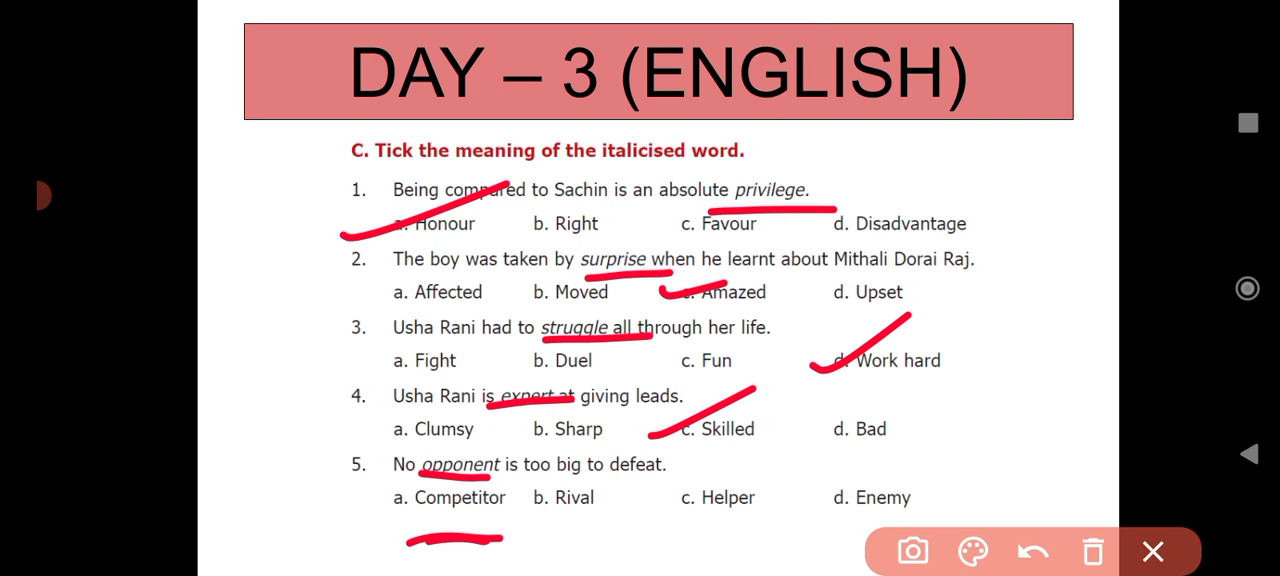 DAY – 3 (ENGLISH)
C. Tick the meaning of the italicised word.
1. Being compared to Sachin is an absolute privilege.
a. Honour b. Right c. Favour d. Disadvantage
2. The boy was taken by surprise when he learnt about Mithali Dorai Raj.
a. Affected b. Moved c. Amazed d. Upset
3. Usha Rani had to struggle all through her life.
a. Fight b. Duel c. Fun d. Work hard
4. Usha Rani is expert at giving leads.
a. Clumsy b. Sharp c. Skilled d. Bad
5. No opponent is too big to defeat.
a. Competitor b. Rival c. Helper d. Enemy